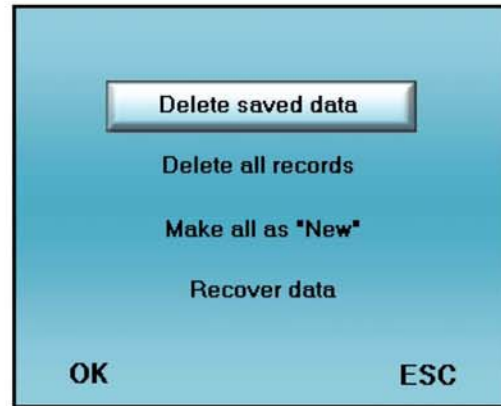 Delete saved data
Delete all records
Make all as "New"
Recover data
OK ESC